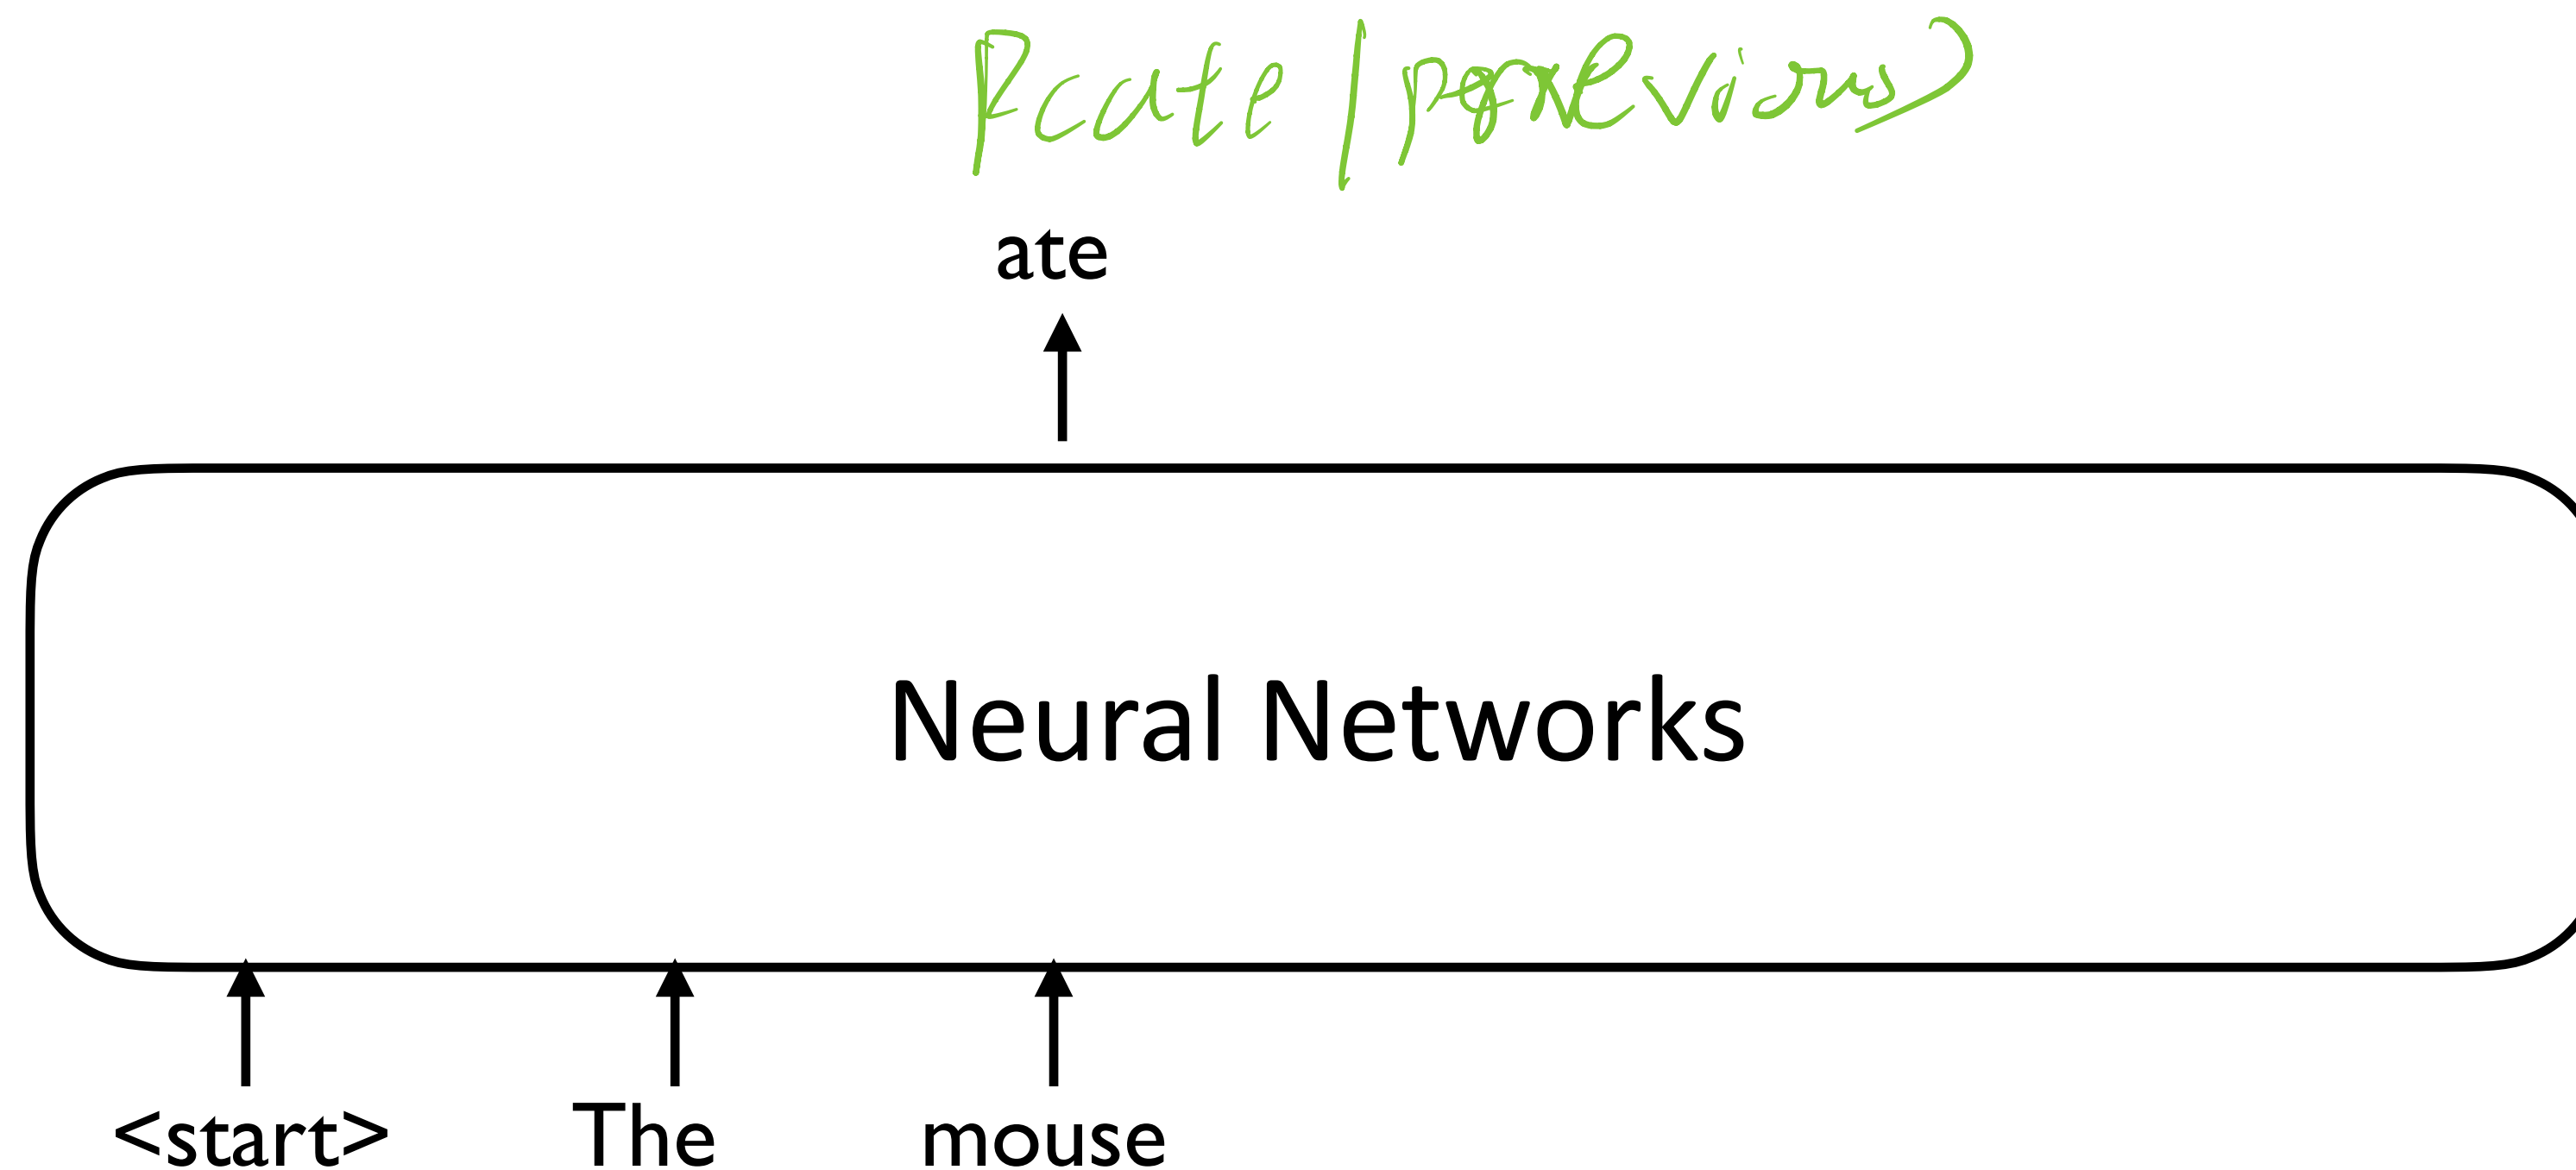 P(ate | previous)
ate
Neural Networks
<start> The mouse